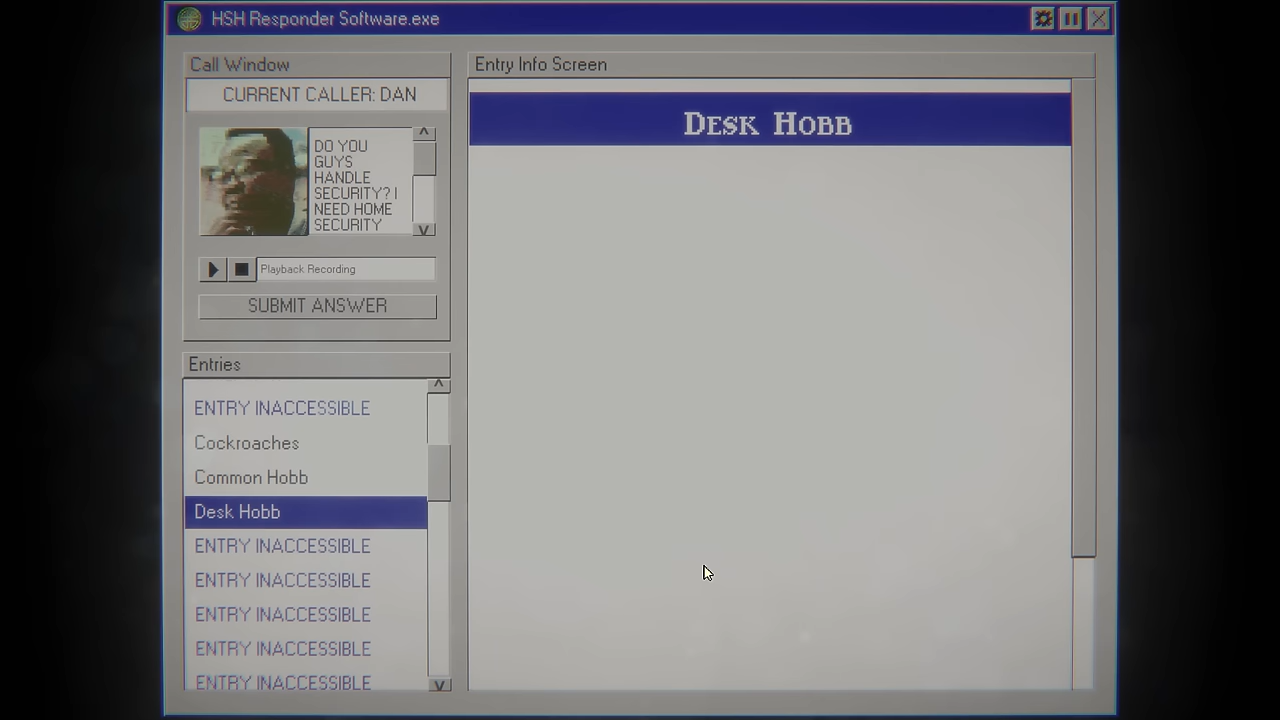 HSH Responder Software.exe
Call Window
CURRENT CALLER: DAN
DO YOU
GUYS
HANDLE
SECURITY? I
NEED HOME
SECURITY
Playback Recording
SUBMIT ANSWER
Entries
ENTRY INACCESSIBLE
Cockroaches
Common Hobb
Desk Hobb
ENTRY INACCESSIBLE
ENTRY INACCESSIBLE
ENTRY INACCESSIBLE
ENTRY INACCESSIBLE
ENTRY INACCESSIBLE
Entry Info Screen
Desk Hobb